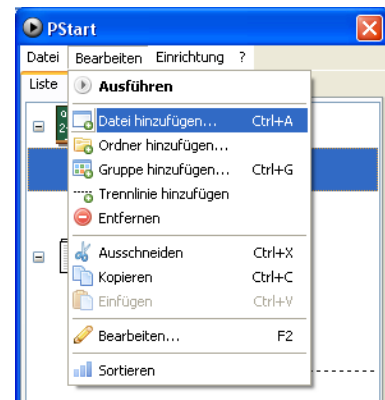 PStart
Datei Bearbeiten Einrichtung ?
Liste
Ausführen
Datei hinzufügen... Ctrl+A
Ordner hinzufügen...
Gruppe hinzufügen... Ctrl+G
Trennlinie hinzufügen
Entfernen
Ausschneiden Ctrl+X
Kopieren Ctrl+C
Einfügen Ctrl+V
Bearbeiten... F2
Sortieren